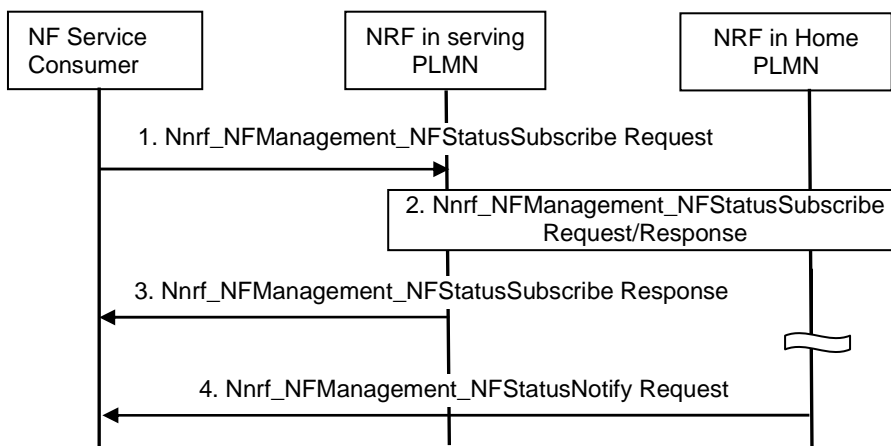 NF Service
Consumer
NRF in serving
PLMN
NRF in Home
PLMN
1. Nnrf_NFManagement_NFStatusSubscribe Request
2. Nnrf_NFManagement_NFStatusSubscribe
Request/Response
3. Nnrf_NFManagement_NFStatusSubscribe Response
4. Nnrf_NFManagement_NFStatusNotify Request